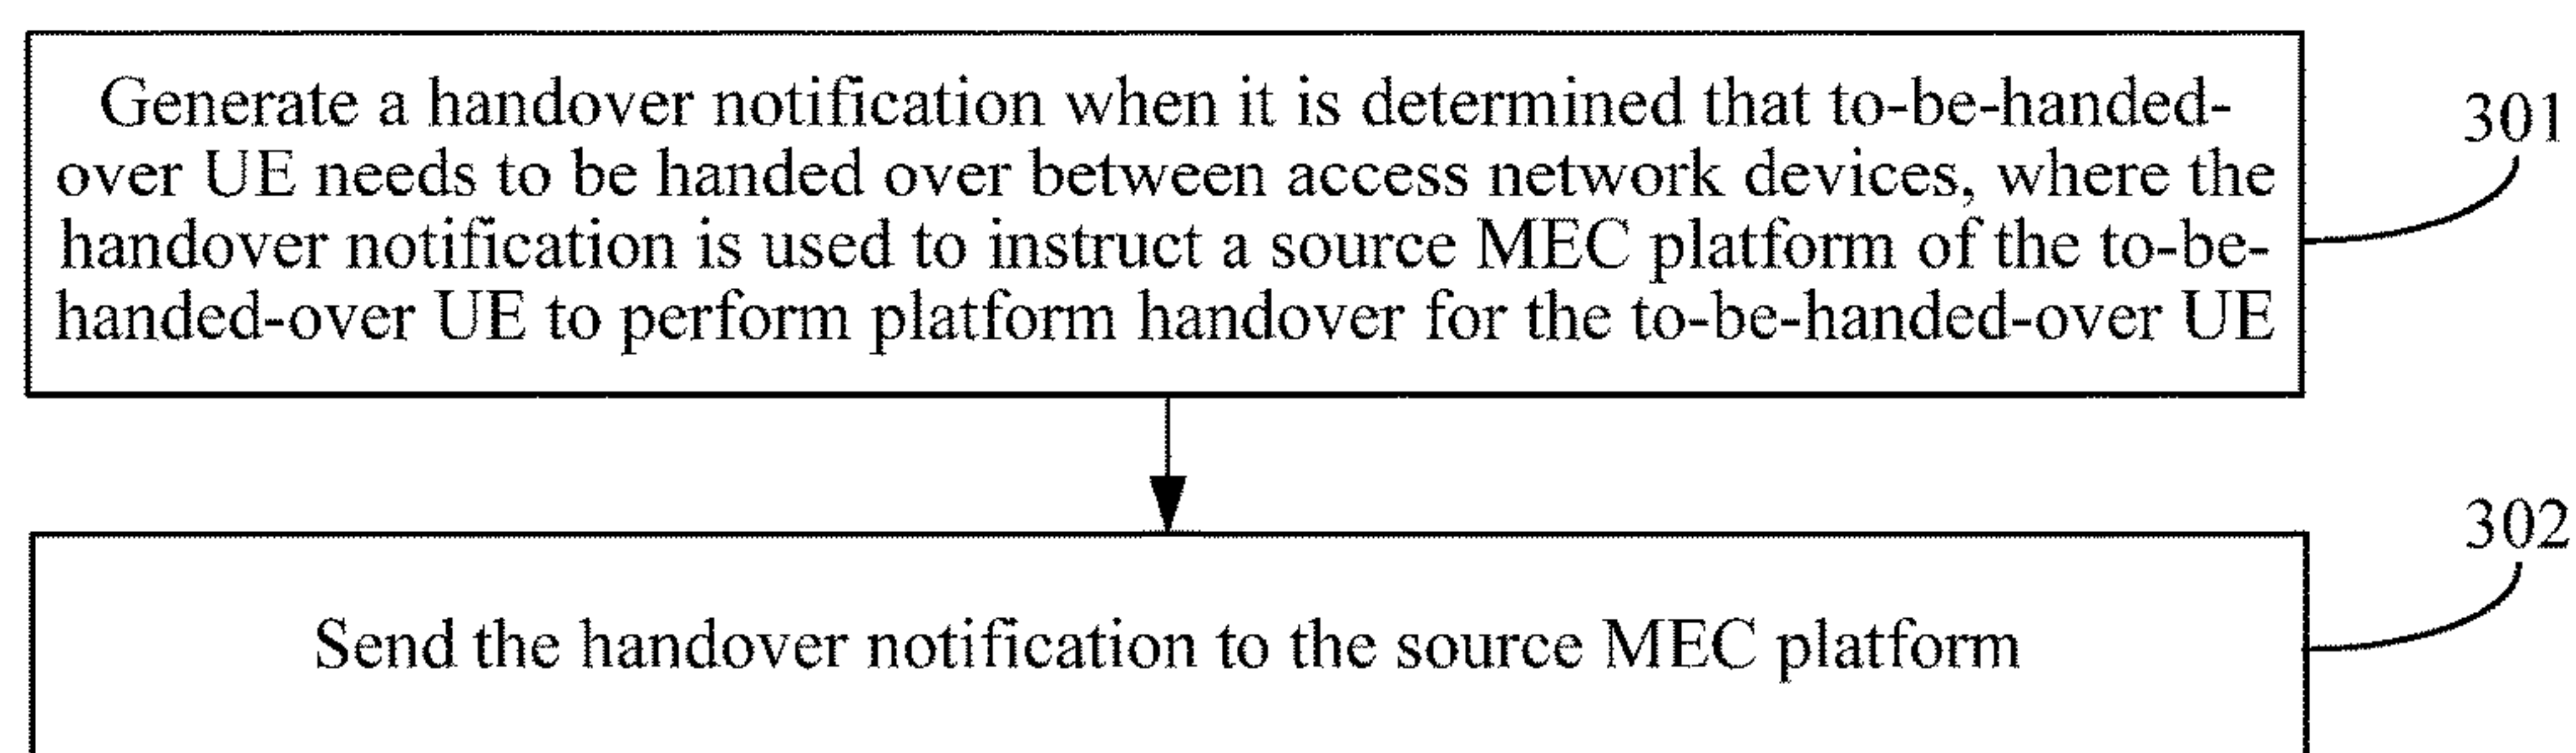 Generate a handover notification when it is determined that to-be-handed-
over UE needs to be handed over between access network devices, where the
handover notification is used to instruct a source MEC platform of the to-be-
handed-over UE to perform platform handover for the to-be-handed-over UE
301
302
Send the handover notification to the source MEC platform